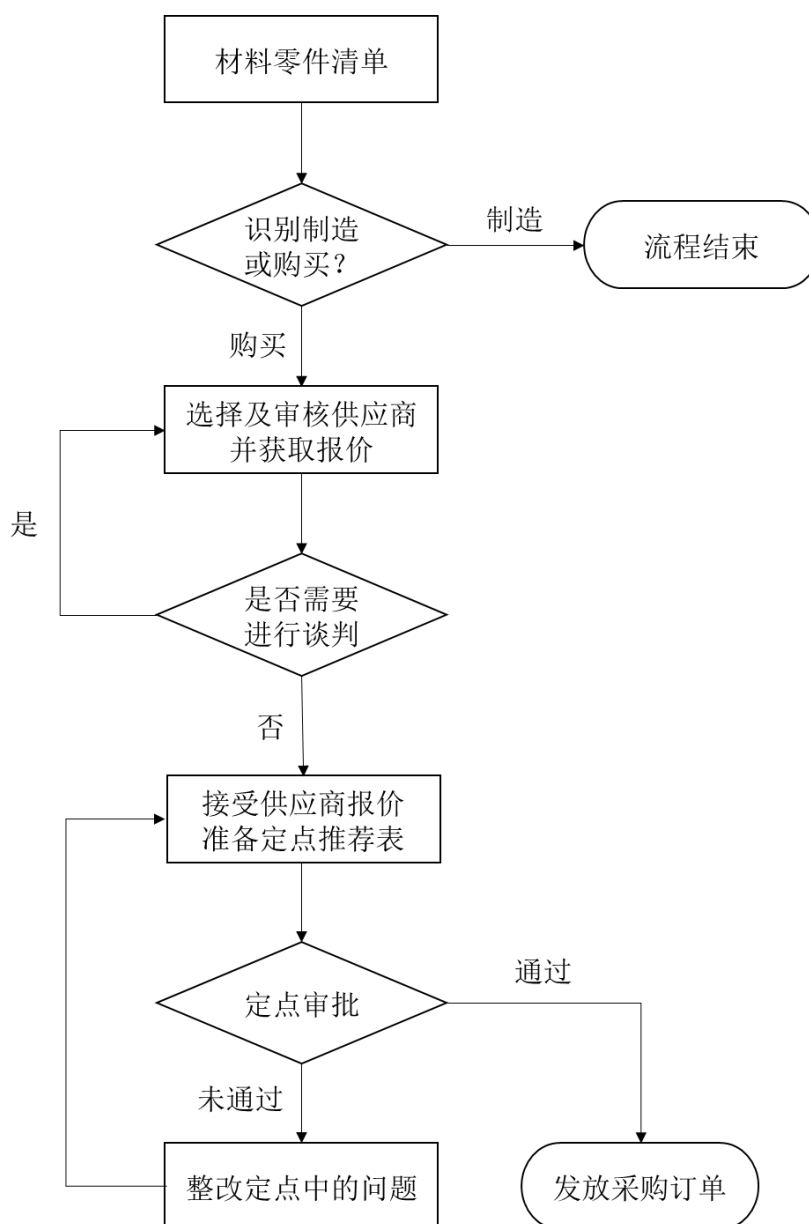 材料零件清单
识别制造
或购买？
制造
流程结束
购买
选择及审核供应商
并获取报价
是
是否需要
进行谈判
否
接受供应商报价
准备定点推荐表
定点审批
通过
未通过
整改定点中的问题
发放采购订单